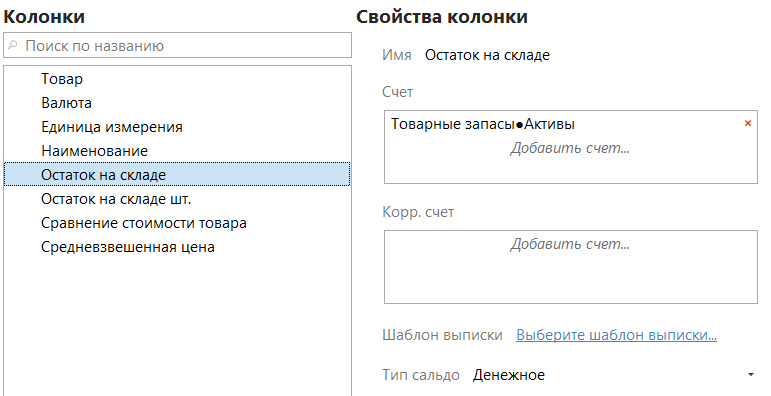 Колонки
Поиск по названию
Товар
Валюта
Единица измерения
Наименование
Остаток на складе
Остаток на складе шт.
Сравнение стоимости товара
Средневзвешенная цена
Свойства колонки
Имя Остаток на складе
Счет
Товарные запасы●Активы ×
Добавить счет...
Корр. счет
Добавить счет...
Шаблон выписки Выберите шаблон выписки...
Тип сальдо Денежное